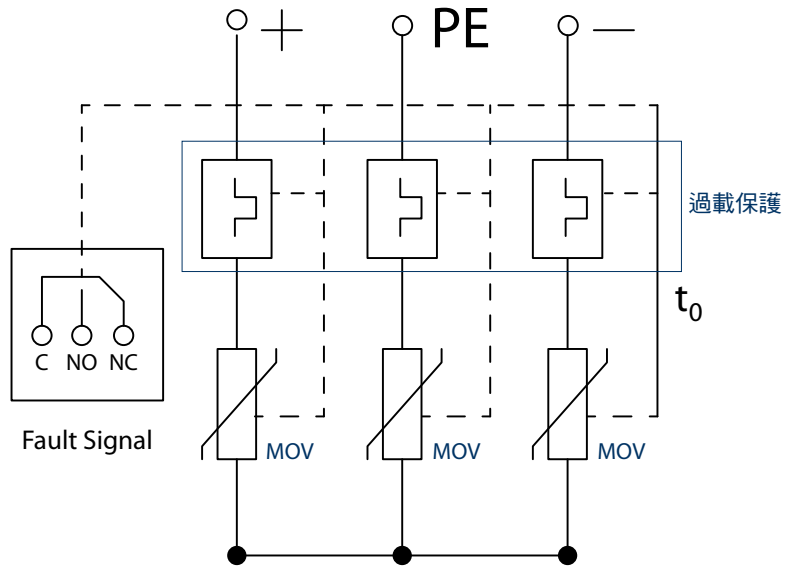 +
PE
—
過載保護
t₀
C NO NC
Fault Signal
MOV
MOV
MOV